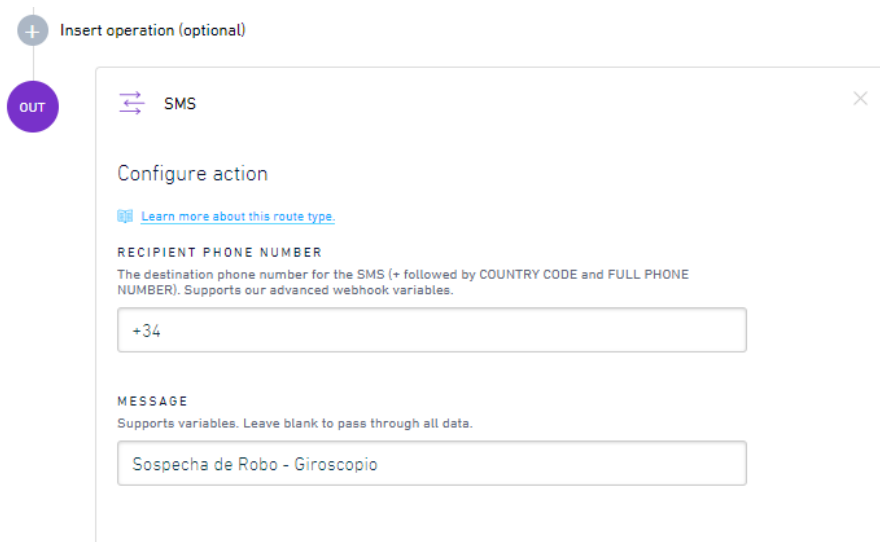 Insert operation (optional)
OUT
SMS
Configure action
Learn more about this route type.
RECIPIENT PHONE NUMBER
The destination phone number for the SMS (+ followed by COUNTRY CODE and FULL PHONE
NUMBER). Supports our advanced webhook variables.
+34
MESSAGE
Supports variables. Leave blank to pass through all data.
Sospecha de Robo - Giroscopio